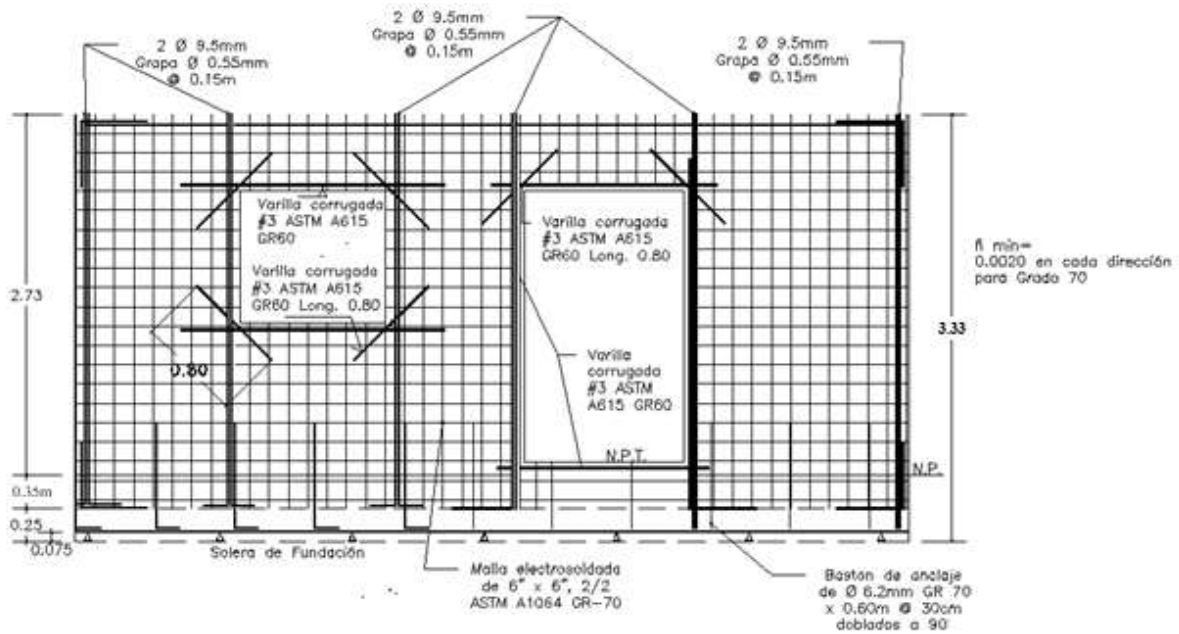 2 Ø 9.5mm
Grapa Ø 0.55mm
@ 0.15m
2 Ø 9.5mm
Grapa Ø 0.55mm
@ 0.15m
2 Ø 9.5mm
Grapa Ø 0.55mm
@ 0.15m
Varilla corrugada
#3 ASTM A615
GR60
Varilla corrugada
#3 ASTM A615
GR60 Long. 0.80
Varilla corrugada
#3 ASTM A615
GR60 Long. 0.80
Varilla
corrugada
#3 ASTM
A615 GR60
min=
0.0020 en cada dirección
para Grado 70
2.73
3.33
0.80
N.P.T.
N.P.
0.35m
0.25
0.075
Solera de Fundación
Malla electrosoldada
de 6" x 6", 2/2
ASTM A1064 GR-70
Baston de anclaje
de Ø 6.2mm GR 70
x 0.60m @ 30cm
doblados a 90